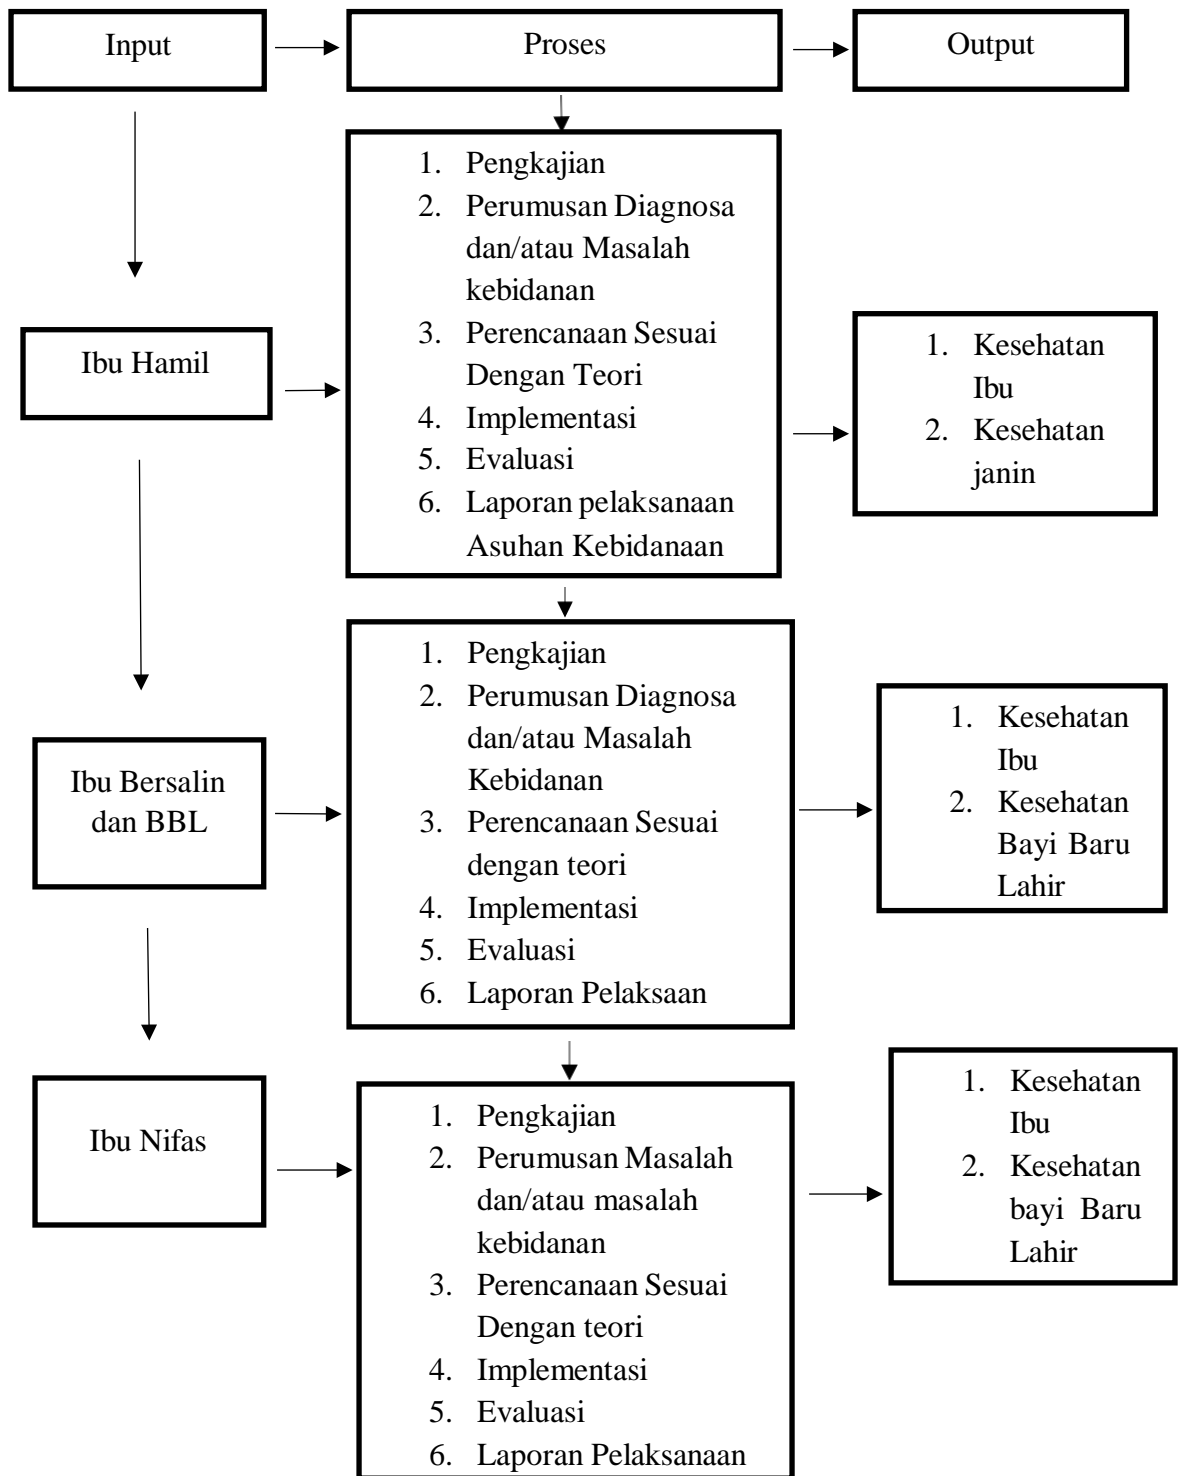 Input
Proses
Output
1. Pengkajian
2. Perumusan Diagnosa
dan/atau Masalah
kebidanan
3. Perencanaan Sesuai
Dengan Teori
4. Implementasi
5. Evaluasi
6. Laporan pelaksanaan
Asuhan Kebidanaan
Ibu Hamil
1. Kesehatan
Ibu
2. Kesehatan
janin
1. Pengkajian
2. Perumusan Diagnosa
dan/atau Masalah
Kebidanan
3. Perencanaan Sesuai
dengan teori
4. Implementasi
5. Evaluasi
6. Laporan Pelaksaan
Ibu Bersalin
dan BBL
1. Kesehatan
Ibu
2. Kesehatan
Bayi Baru
Lahir
Ibu Nifas
1. Pengkajian
2. Perumusan Masalah
dan/atau masalah
kebidanan
3. Perencanaan Sesuai
Dengan teori
4. Implementasi
5. Evaluasi
6. Laporan Pelaksanaan
1. Kesehatan
Ibu
2. Kesehatan
bayi Baru
Lahir